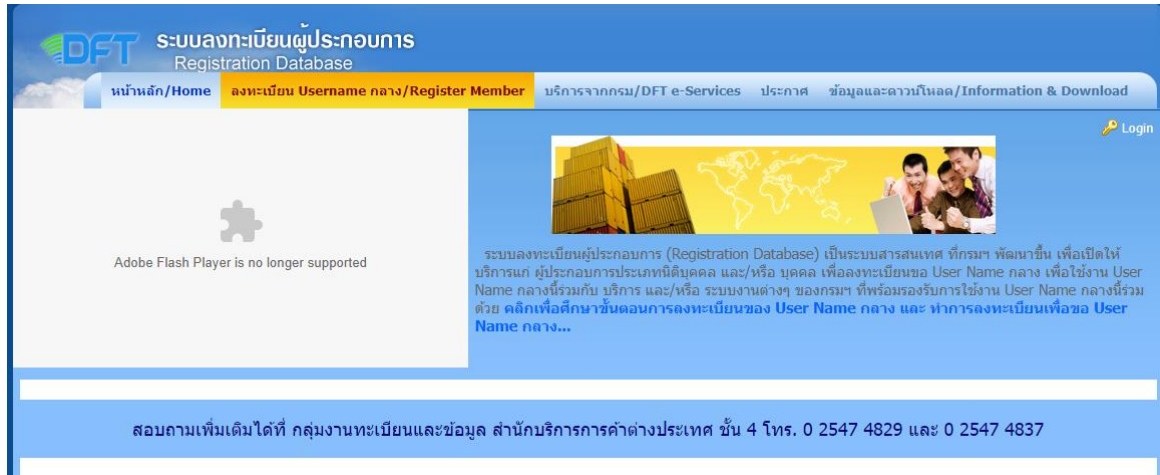 DFT ระบบลงทะเบียนผู้ประกอบการ
Registration Database
หน้าหลัก/Home ลงทะเบียน Username กลาง/Register Member บริการจากกรม/DFT e-Services ประกาศ ข้อมูลและดาวน์โหลด/Information & Download
Login
Adobe Flash Player is no longer supported
ระบบลงทะเบียนผู้ประกอบการ (Registration Database) เป็นระบบสารสนเทศ ที่กรมฯ พัฒนาขึ้น เพื่อเปิดให้
บริการแก่ ผู้ประกอบการประเภทนิติบุคคล และ/หรือ บุคคล เพื่อลงทะเบียนขอ User Name กลาง เพื่อใช้งาน User
Name กลางนี้ร่วมกับ บริการ และ/หรือ ระบบงานต่างๆ ของกรมฯ ที่พร้อมรองรับการใช้งาน User Name กลางนี้ร่วม
ด้วย คลิกเพื่อศึกษาขั้นตอนการลงทะเบียนของ User Name กลาง และ ทำการลงทะเบียนเพื่อขอ User
Name กลาง...
สอบถามเพิ่มเติมได้ที่ กลุ่มงานทะเบียนและข้อมูล สำนักบริการการค้าต่างประเทศ ชั้น 4 โทร. 0 2547 4829 และ 0 2547 4837